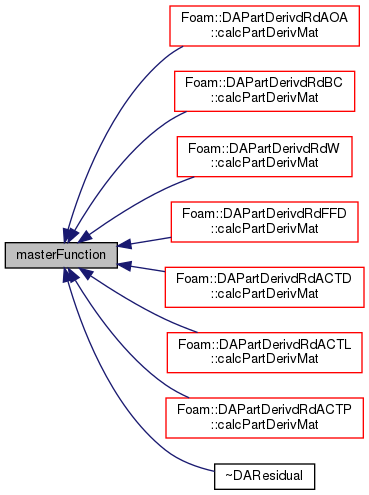 Foam::DAPartDerivdRdAOA
::calcPartDerivMat
Foam::DAPartDerivdRdBC
::calcPartDerivMat
Foam::DAPartDerivdRdW
::calcPartDerivMat
Foam::DAPartDerivdRdFFD
::calcPartDerivMat
masterFunction
Foam::DAPartDerivdRdACTD
::calcPartDerivMat
Foam::DAPartDerivdRdACTL
::calcPartDerivMat
Foam::DAPartDerivdRdACTP
::calcPartDerivMat
~DAResidual